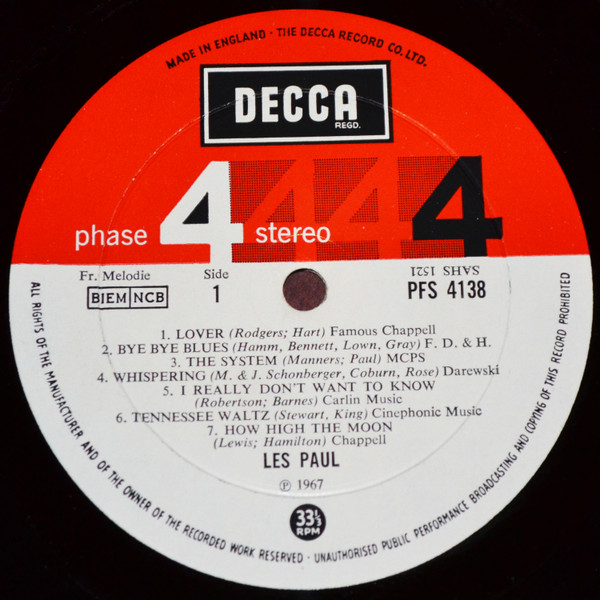 MADE IN ENGLAND · THE DECCA RECORD CO. LTD.
DECCA
REGD.
phase 4 stereo 4 4 4
Fr. Melodie
Side
SAHS 1521
BIEM NCB
1
PFS 4138
1. LOVER (Rodgers; Hart) Famous Chappell
2. BYE BYE BLUES (Hamm, Bennett, Lown, Gray) F. D. & H.
3. THE SYSTEM (Manners; Paul) MCPS
4. WHISPERING (M. & J. Schonberger, Coburn, Rose) Darewski
5. I REALLY DON'T WANT TO KNOW
(Robertson; Barnes) Carlin Music
6. TENNESSEE WALTZ (Stewart, King) Cinephonic Music
7. HOW HIGH THE MOON
(Lewis; Hamilton) Chappell
LES PAUL
℗ 1967
33⅓
RPM
ALL RIGHTS OF THE MANUFACTURER AND OF THE OWNER OF THE RECORDED WORK RESERVED · UNAUTHORISED PUBLIC PERFORMANCE BROADCASTING AND COPYING OF THIS RECORD PROHIBITED